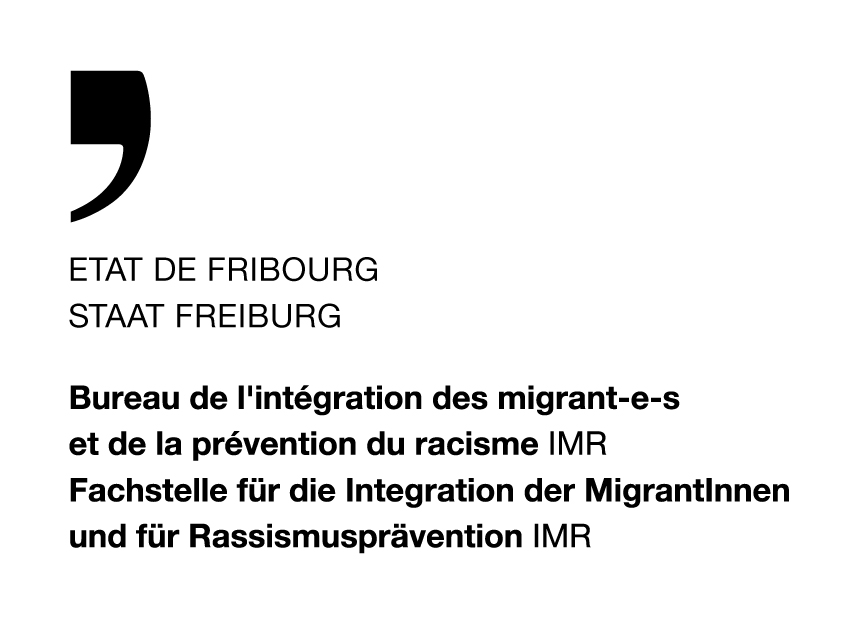 ETAT DE FRIBOURG
STAAT FREIBURG
Bureau de l'intégration des migrant-e-s
et de la prévention du racisme IMR
Fachstelle für die Integration der MigrantInnen
und für Rassismusprävention IMR